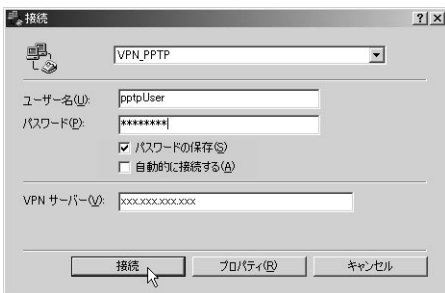 接続
VPN_PPTP
ユーザー名(U): pptpUser
パスワード(P): ********
パスワードの保存(S)
自動的に接続する(A)
VPN サーバー(V): xxx.xxx.xxx.xxx
接続 プロパティ(R) キャンセル